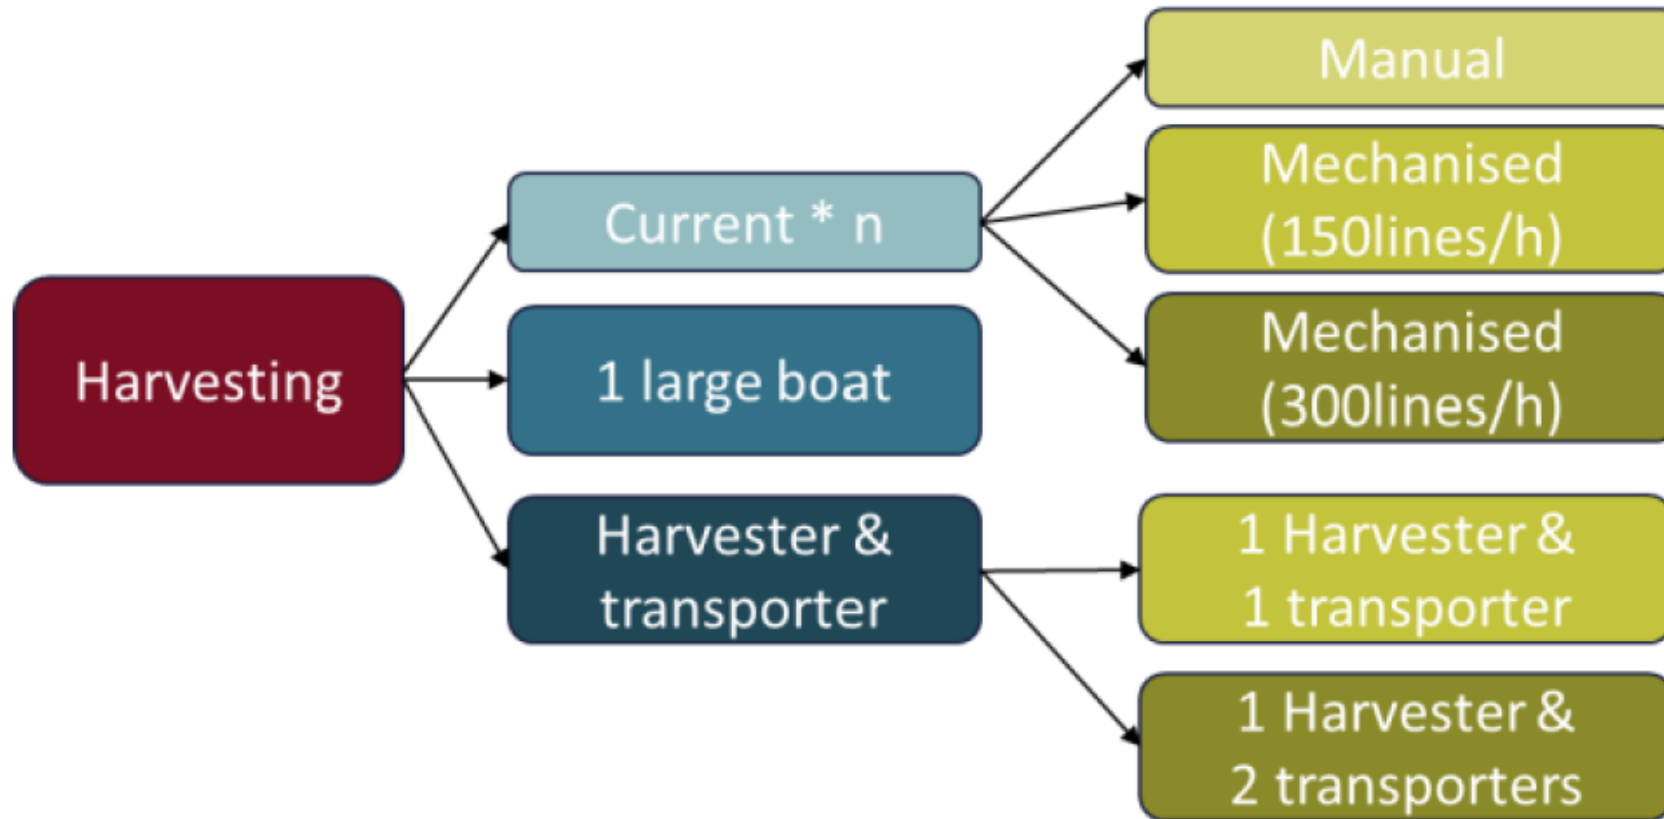 Harvesting
Current * n
1 large boat
Harvester &
transporter
Manual
Mechanised
(150lines/h)
Mechanised
(300lines/h)
1 Harvester &
1 transporter
1 Harvester &
2 transporters